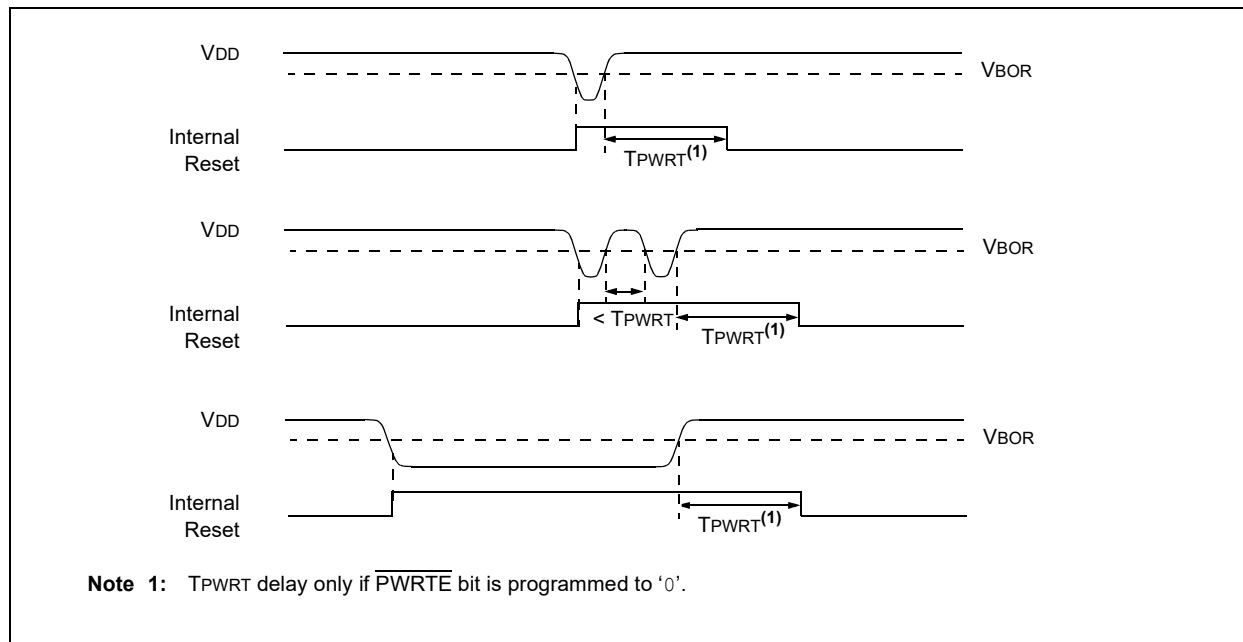 VDD
VBOR
Internal
Reset
TPWRT(1)
VDD
VBOR
Internal
Reset
< TPWRT
TPWRT(1)
VDD
VBOR
Internal
Reset
TPWRT(1)
Note 1: TPWRT delay only if PWRTE bit is programmed to ‘0’.